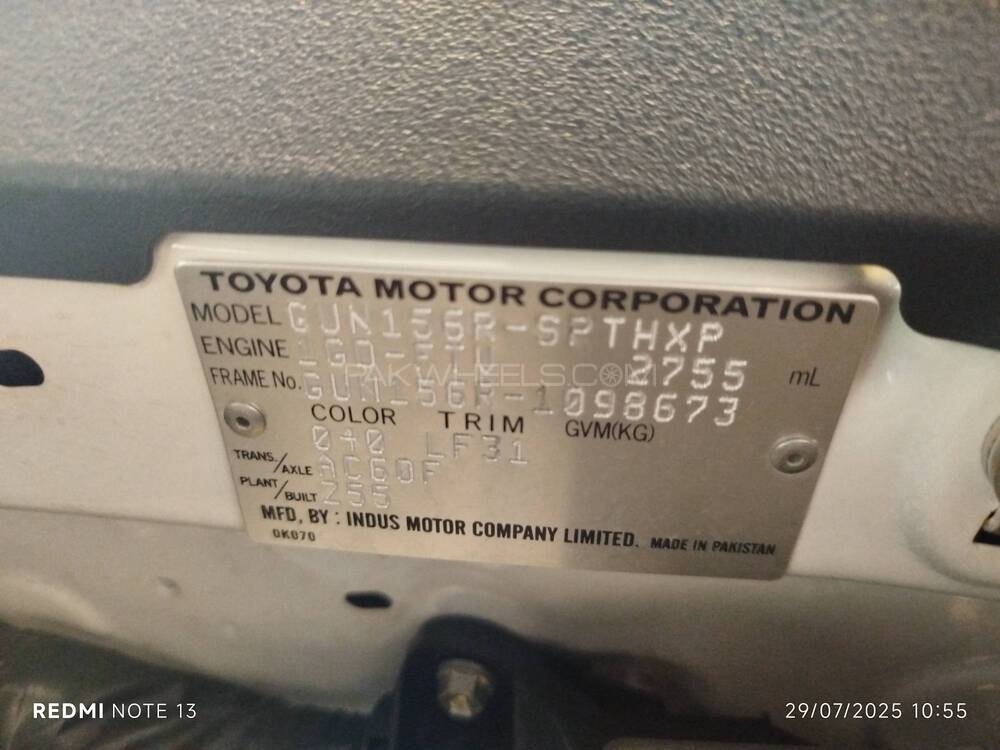 TOYOTA MOTOR CORPORATION
MODEL GUN156R-SPTHXP
ENGINE 1GD-FTV 2755 mL
FRAME No. GUN156R-1098673
PAKWHEELS.COM
COLOR TRIM GVM(KG)
040 LF31
TRANS./AXLE AC60F
PLANT/BUILT Z55
MFD, BY : INDUS MOTOR COMPANY LIMITED. MADE IN PAKISTAN
0K070
REDMI NOTE 13
29/07/2025 10:55